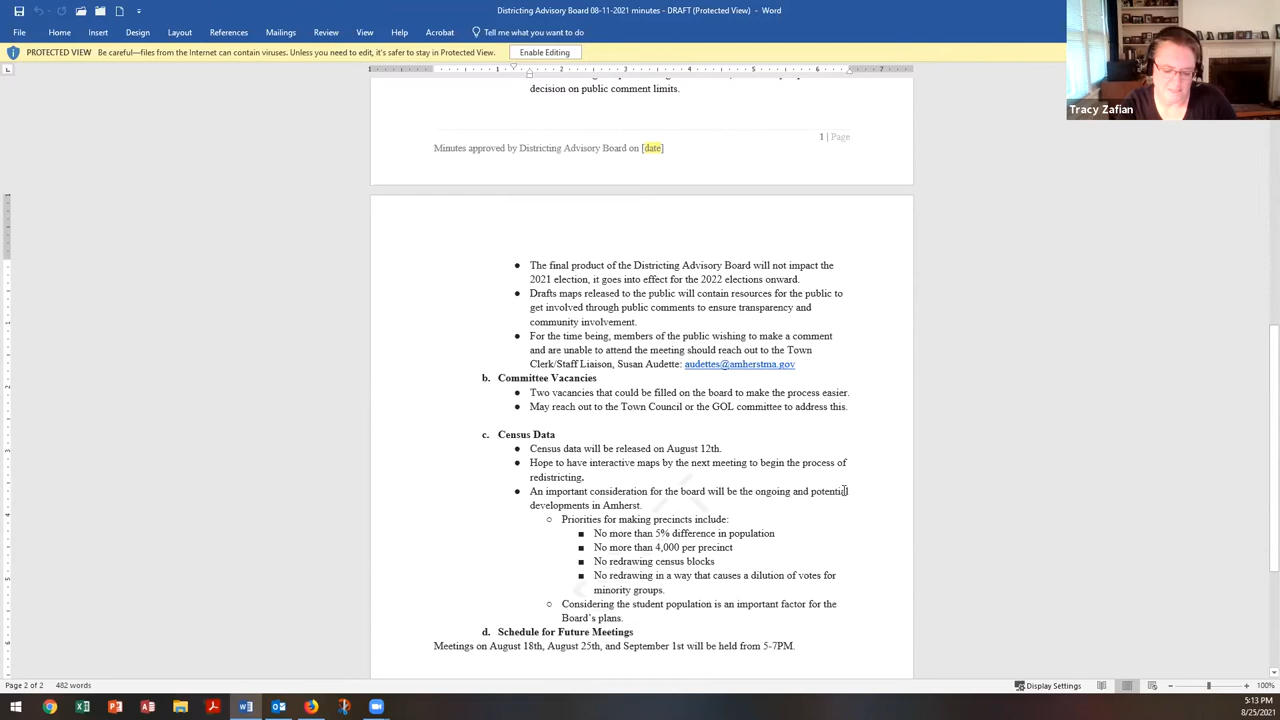 Districting Advisory Board 08-11-2021 minutes - DRAFT (Protected View) - Word
File Home Insert Draw Design Layout References Mailings Review View Help Acrobat Tell me what you want to do
PROTECTED VIEW Be careful—files from the Internet can contain viruses. Unless you need to edit, it's safer to stay in Protected View. Enable Editing
Tracy Zafian
1 1 2 3 4 5 6 7
decision on public comment limits.
1 | Page
Minutes approved by Districting Advisory Board on [date]
● The final product of the Districting Advisory Board will not impact the
2021 election, it goes into effect for the 2022 elections onward.
● Drafts maps released to the public will contain resources for the public to
get involved through public comments to ensure transparency and
community involvement.
● For the time being, members of the public wishing to make a comment
and are unable to attend the meeting should reach out to the Town
Clerk/Staff Liaison, Susan Audette: audettes@amherstma.gov
b. Committee Vacancies
● Two vacancies that could be filled on the board to make the process easier.
● May reach out to the Town Council or the GOL committee to address this.
c. Census Data
● Census data will be released on August 12th.
● Hope to have interactive maps by the next meeting to begin the process of
redistricting.
● An important consideration for the board will be the ongoing and potential
developments in Amherst.
○ Priorities for making precincts include:
■ No more than 5% difference in population
■ No more than 4,000 per precinct
■ No redrawing census blocks
■ No redrawing in a way that causes a dilution of votes for
minority groups.
○ Considering the student population is an important factor for the
Board's plans.
d. Schedule for Future Meetings
Meetings on August 18th, August 25th, and September 1st will be held from 5-7PM.
Page 2 of 2 482 words Display Settings 100%
5:13 PM
8/25/2021